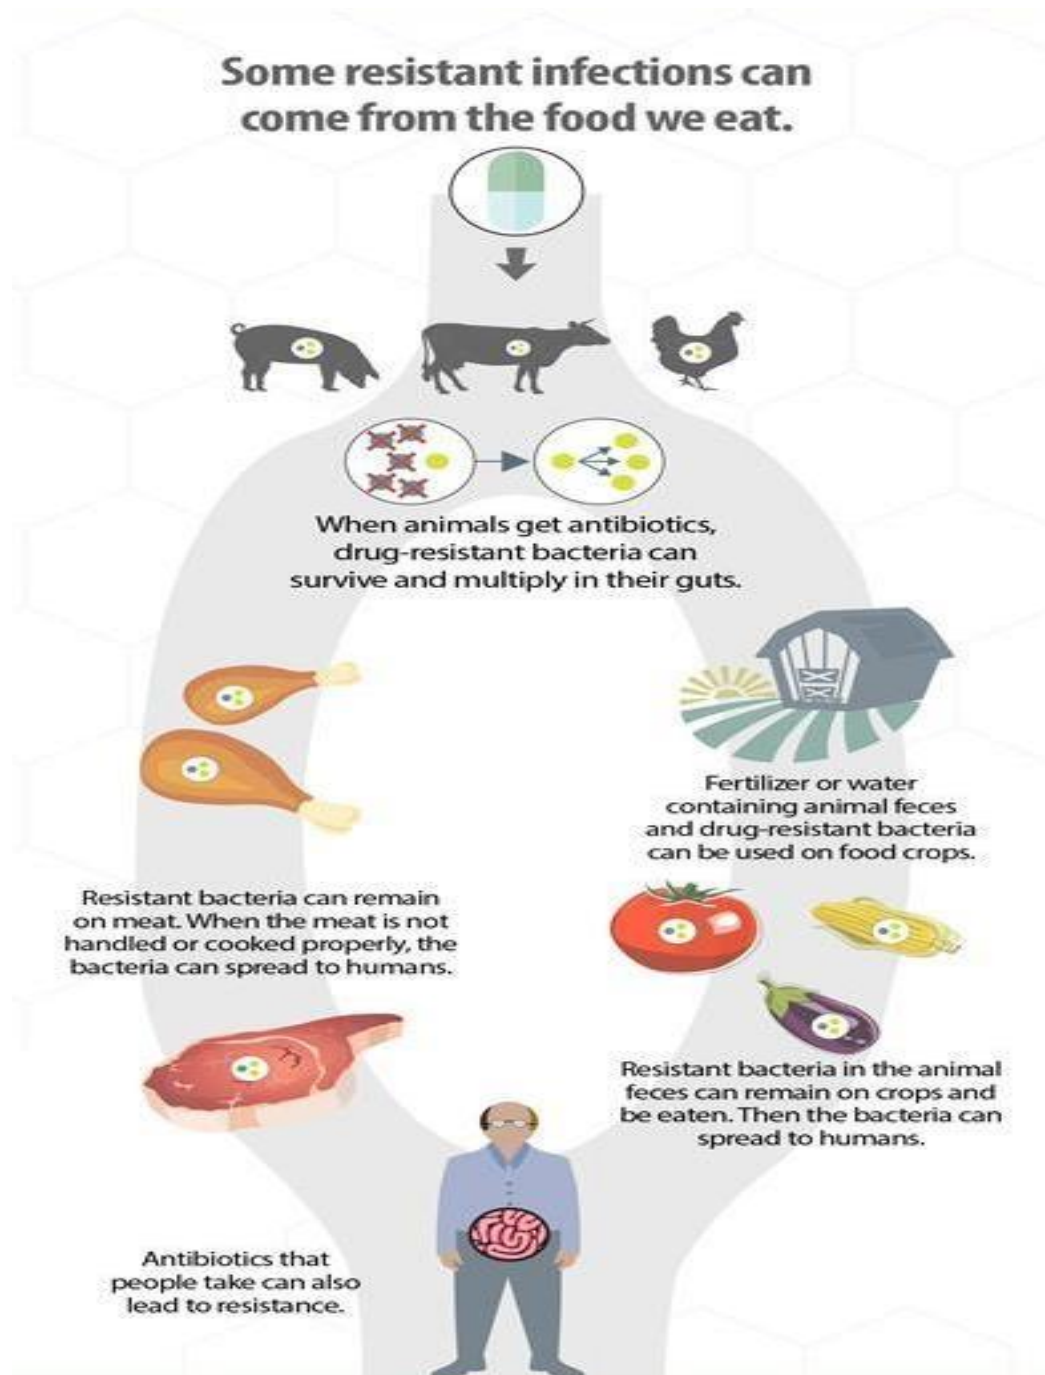 Some resistant infections can
come from the food we eat.
When animals get antibiotics,
drug-resistant bacteria can
survive and multiply in their guts.
Fertilizer or water
containing animal feces
and drug-resistant bacteria
can be used on food crops.
Resistant bacteria can remain
on meat. When the meat is not
handled or cooked properly, the
bacteria can spread to humans.
Resistant bacteria in the animal
feces can remain on crops and
be eaten. Then the bacteria can
spread to humans.
Antibiotics that
people take can also
lead to resistance.